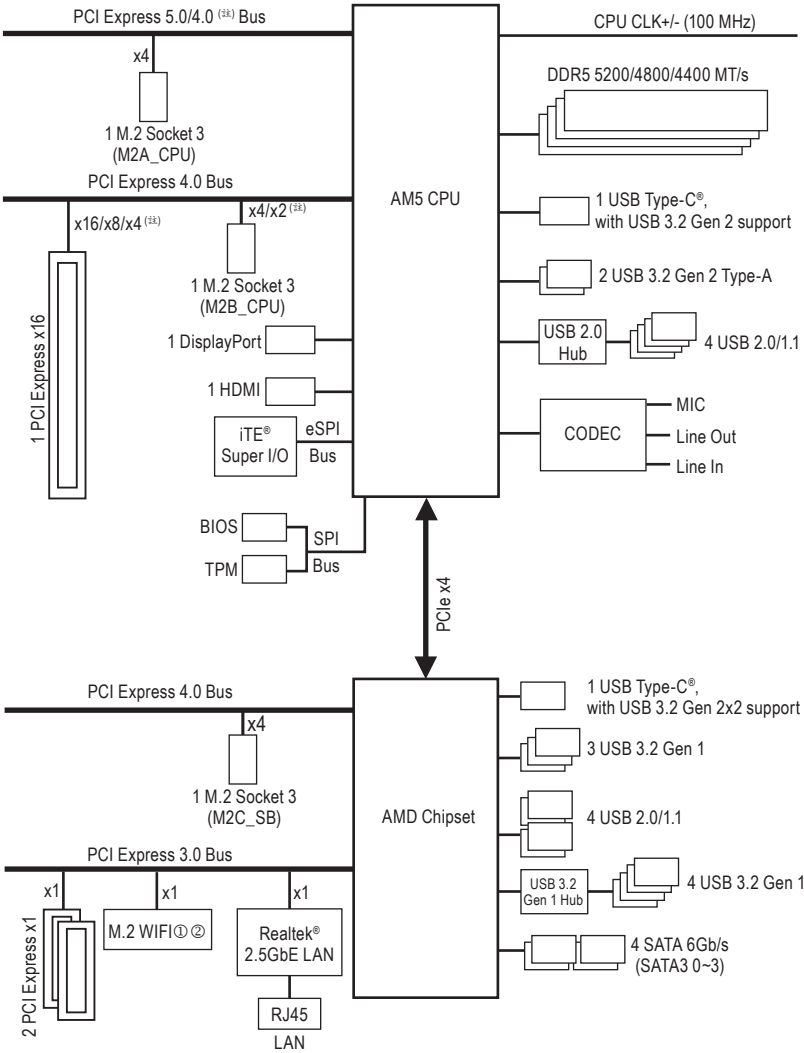 PCI Express 5.0/4.0 (註) Bus
CPU CLK+/- (100 MHz)
x4
1 M.2 Socket 3
(M2A_CPU)
DDR5 5200/4800/4400 MT/s
PCI Express 4.0 Bus
AM5 CPU
x16/x8/x4 (註)
x4/x2 (註)
1 M.2 Socket 3
(M2B_CPU)
1 PCI Express x16
1 DisplayPort
1 HDMI
iTE®
Super I/O
eSPI
Bus
BIOS
TPM
SPI
Bus
1 USB Type-C®,
with USB 3.2 Gen 2 support
2 USB 3.2 Gen 2 Type-A
USB 2.0
Hub
4 USB 2.0/1.1
CODEC
MIC
Line Out
Line In
PCIe x4
PCI Express 4.0 Bus
x4
1 M.2 Socket 3
(M2C_SB)
AMD Chipset
PCI Express 3.0 Bus
x1
x1
x1
2 PCI Express x1
M.2 WIFI① ②
Realtek®
2.5GbE LAN
RJ45
LAN
1 USB Type-C®,
with USB 3.2 Gen 2x2 support
3 USB 3.2 Gen 1
4 USB 2.0/1.1
USB 3.2
Gen 1 Hub
4 USB 3.2 Gen 1
4 SATA 6Gb/s
(SATA3 0~3)